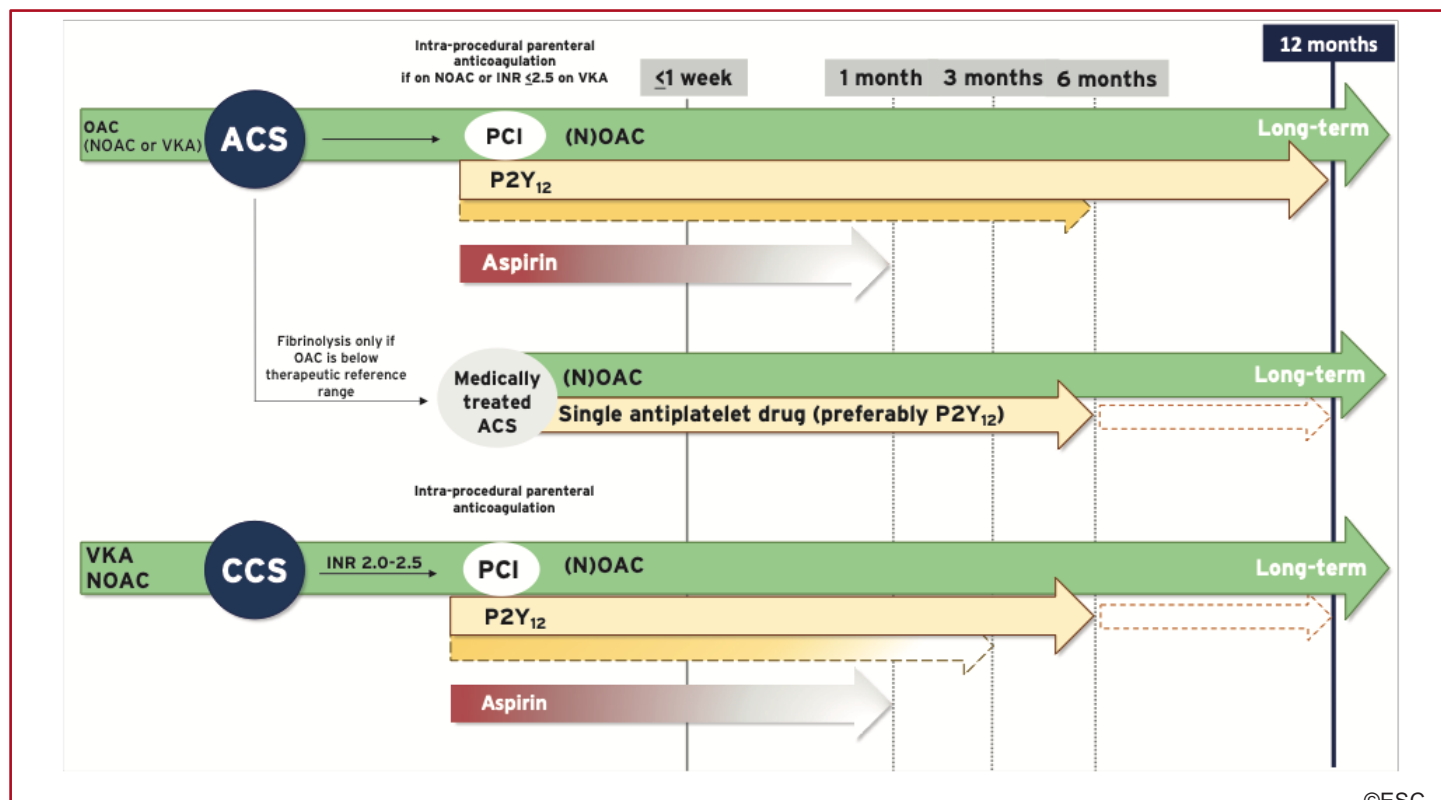 Intra-procedural parenteral
anticoagulation
if on NOAC or INR ≤2.5 on VKA
≤1 week
1 month
3 months
6 months
12 months
OAC
(NOAC or VKA)
ACS
PCI
(N)OAC
Long-term
P2Y₁₂
Aspirin
Fibrinolysis only if
OAC is below
therapeutic reference
range
Medically
treated
ACS
(N)OAC
Long-term
Single antiplatelet drug (preferably P2Y₁₂)
Intra-procedural parenteral
anticoagulation
VKA
NOAC
CCS
INR 2.0-2.5
PCI
(N)OAC
Long-term
P2Y₁₂
Aspirin
©ESC